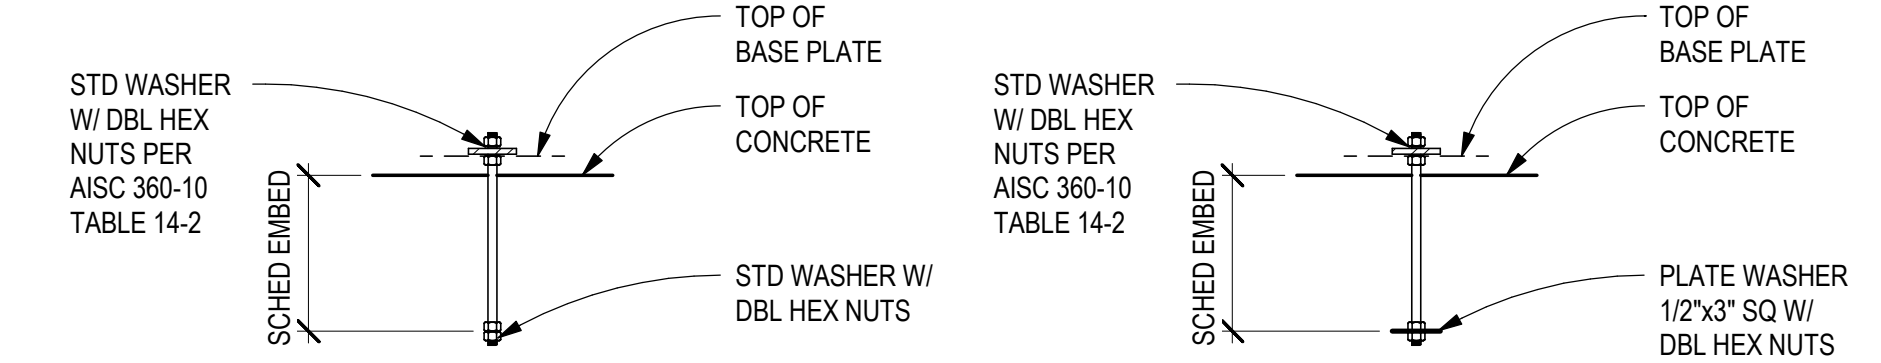 TOP OF
BASE PLATE
STD WASHER
W/ DBL HEX
NUTS PER
AISC 360-10
TABLE 14-2
TOP OF
CONCRETE
SCHED EMBED
STD WASHER W/
DBL HEX NUTS
TOP OF
BASE PLATE
STD WASHER
W/ DBL HEX
NUTS PER
AISC 360-10
TABLE 14-2
TOP OF
CONCRETE
SCHED EMBED
PLATE WASHER
1/2"x3" SQ W/
DBL HEX NUTS